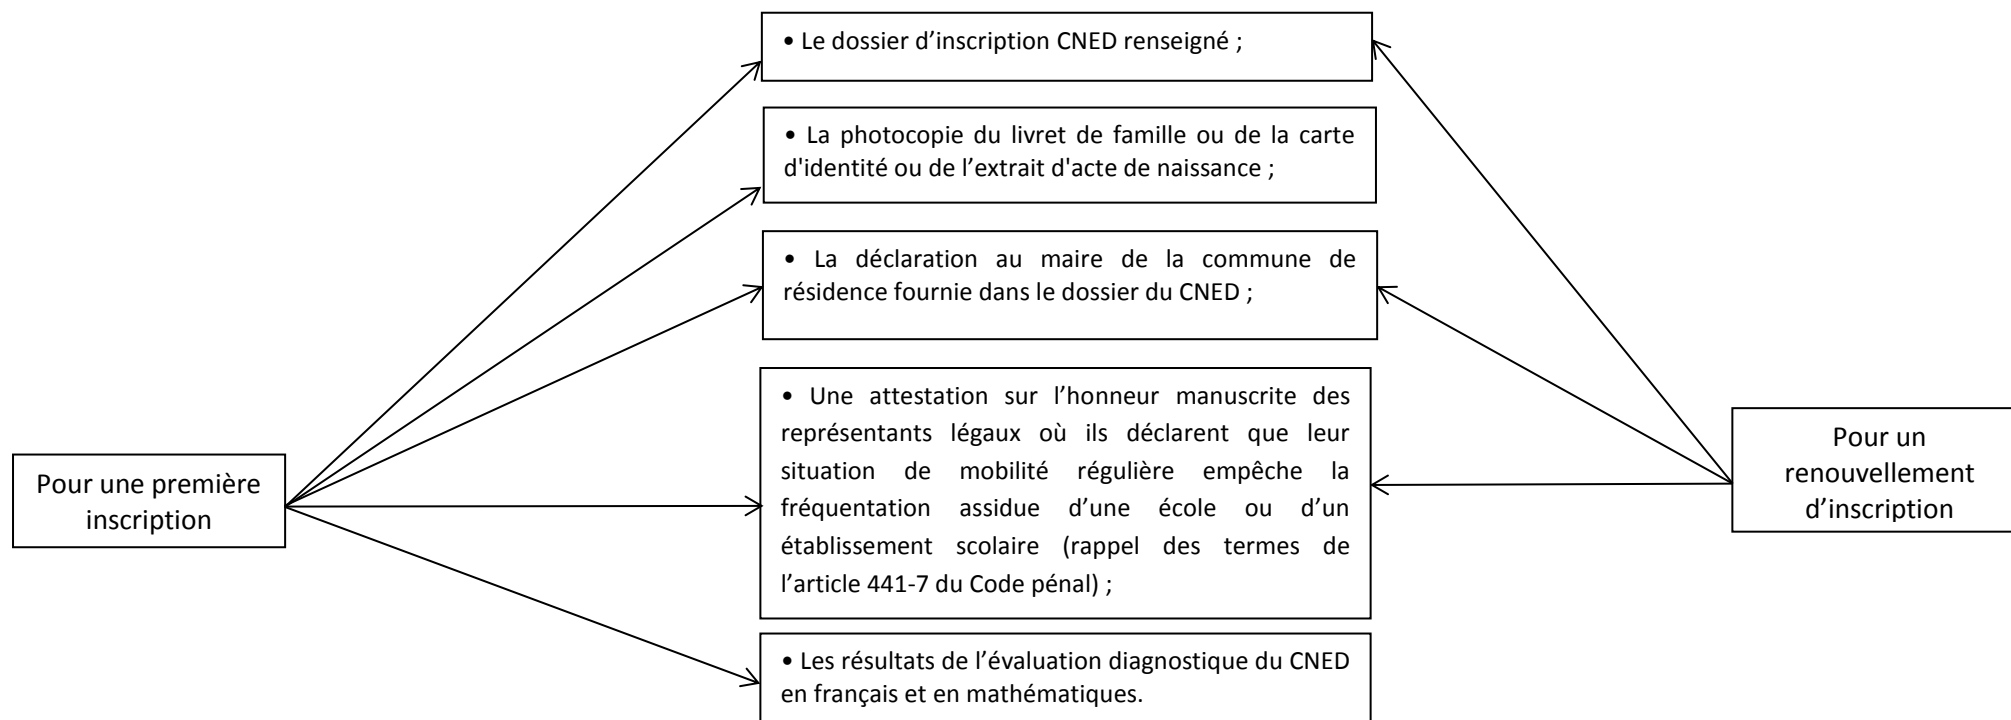 • Le dossier d’inscription CNED renseigné ;
• La photocopie du livret de famille ou de la carte
d'identité ou de l’extrait d'acte de naissance ;
• La déclaration au maire de la commune de
résidence fournie dans le dossier du CNED ;
• Une attestation sur l’honneur manuscrite des
représentants légaux où ils déclarent que leur
situation de mobilité régulière empêche la
fréquentation assidue d’une école ou d’un
établissement scolaire (rappel des termes de
l’article 441-7 du Code pénal) ;
• Les résultats de l’évaluation diagnostique du CNED
en français et en mathématiques.
Pour une première
inscription
Pour un
renouvellement
d’inscription